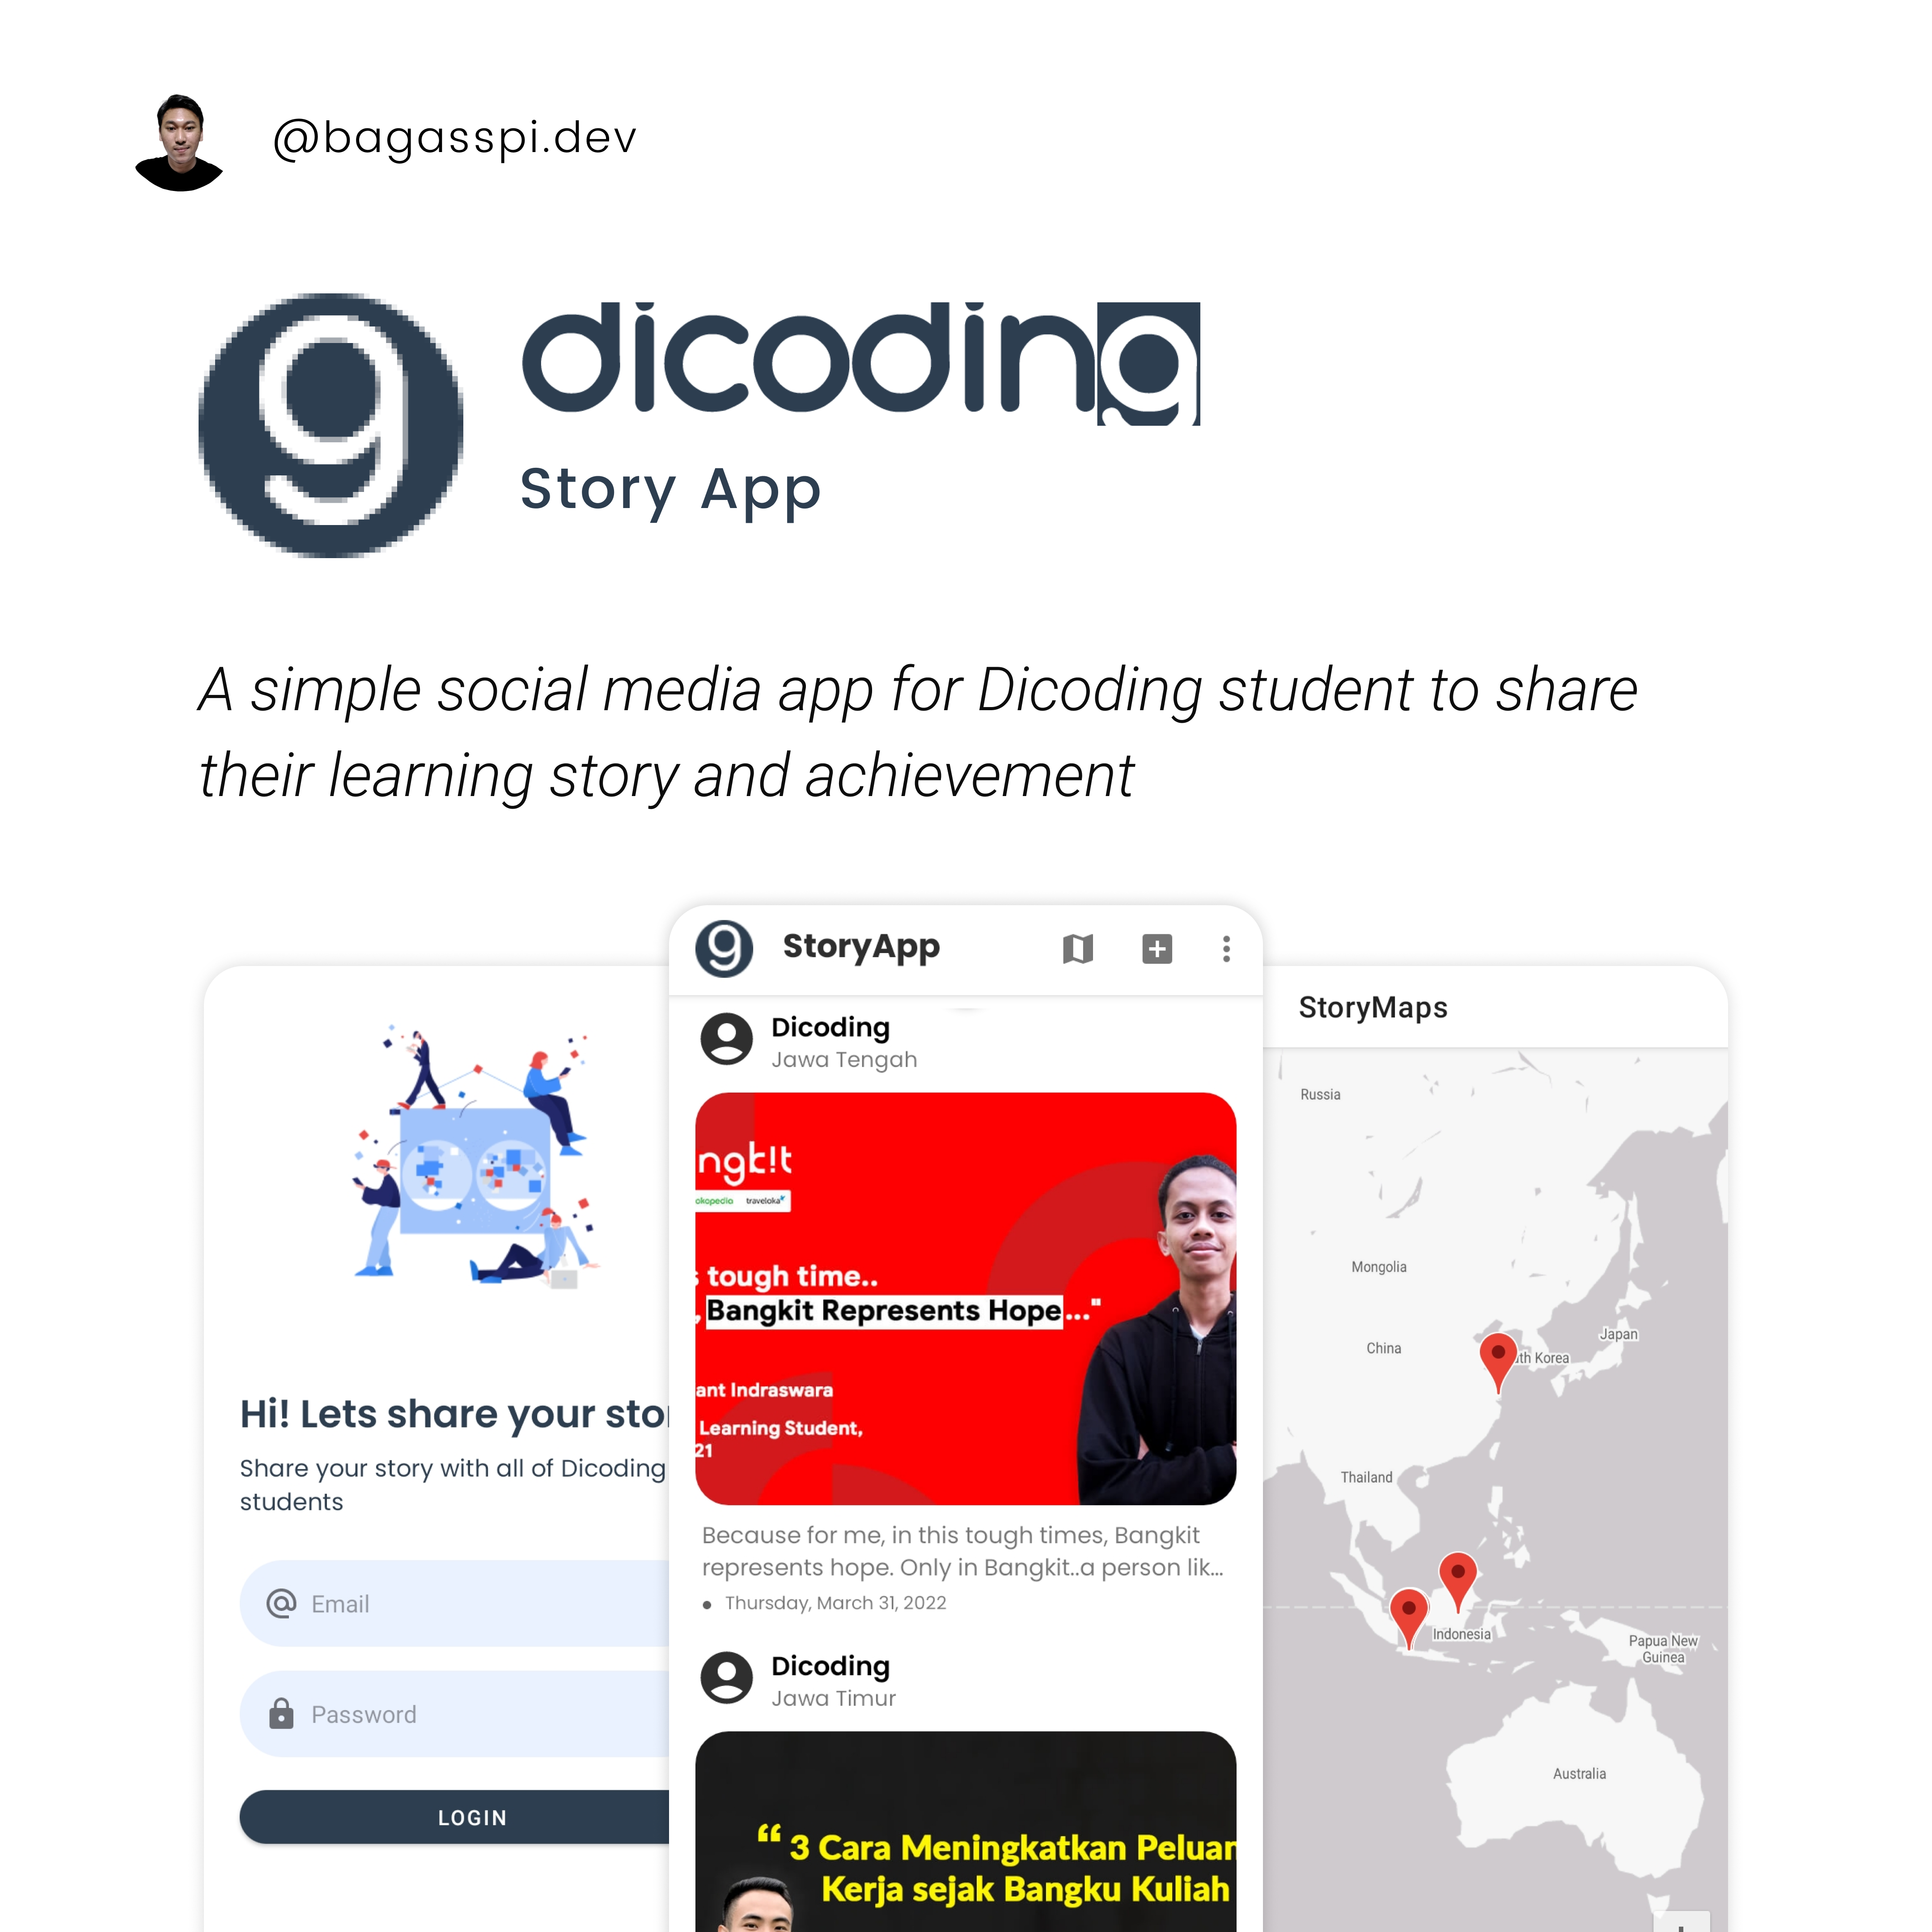 @bagasspi.dev
dicoding
Story App
A simple social media app for Dicoding student to share
their learning story and achievement
Hi! Lets share your stor
Share your story with all of Dicoding
students
Email
Password
LOGIN
StoryApp
Dicoding
Jawa Tengah
ngk!t
okopedia traveloka
s tough time..
, Bangkit Represents Hope..."
ant Indraswara
Learning Student,
21
Because for me, in this tough times, Bangkit
represents hope. Only in Bangkit..a person lik...
• Thursday, March 31, 2022
Dicoding
Jawa Timur
“ 3 Cara Meningkatkan Peluan
Kerja sejak Bangku Kuliah
StoryMaps
Russia
Mongolia
China
Japan
th Korea
Thailand
Indonesia
Papua New
Guinea
Australia